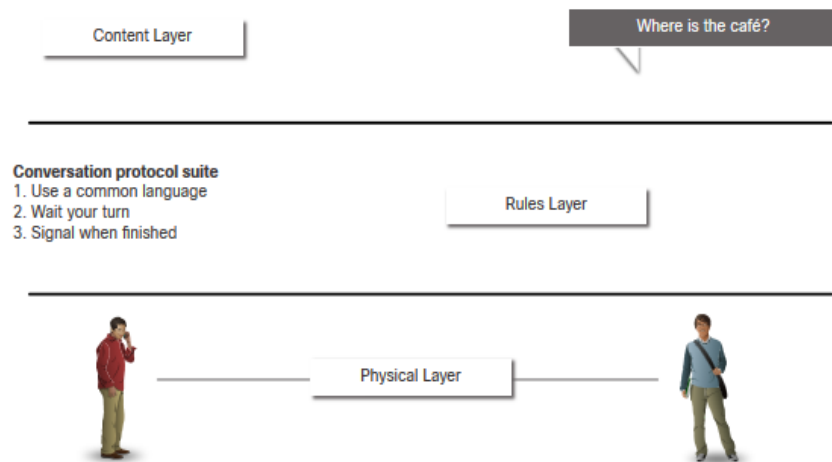 Content Layer
Where is the café?
Conversation protocol suite
1. Use a common language
2. Wait your turn
3. Signal when finished
Rules Layer
Physical Layer